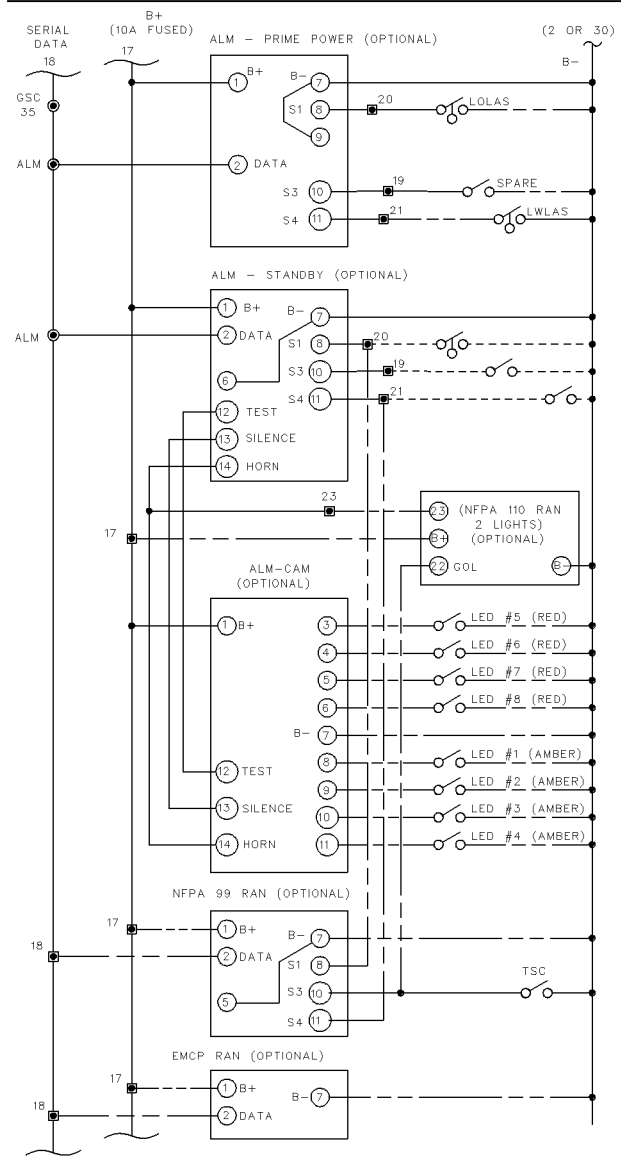 SERIAL
DATA
18
B+
(10A FUSED)
17
(2 OR 30)
B-
GSC
35
ALM - PRIME POWER (OPTIONAL)
1 B+
B- 7
S1 8
20
LOLAS
9
ALM
2 DATA
S3 10
19
SPARE
S4 11
21
LWLAS
ALM - STANDBY (OPTIONAL)
1 B+
B- 7
ALM
2 DATA
S1 8
20
S3 10
19
6
S4 11
21
12 TEST
13 SILENCE
14 HORN
23
17
23 (NFPA 110 RAN
2 LIGHTS)
B+ (OPTIONAL)
22 GOL
B-
ALM-CAM
(OPTIONAL)
1 B+
3
LED #5 (RED)
4
LED #6 (RED)
5
LED #7 (RED)
6
LED #8 (RED)
B- 7
8
LED #1 (AMBER)
12 TEST
9
LED #2 (AMBER)
13 SILENCE
10
LED #3 (AMBER)
14 HORN
11
LED #4 (AMBER)
NFPA 99 RAN (OPTIONAL)
17
1 B+
B- 7
18
2 DATA
S1 8
5
S3 10
TSC
S4 11
EMCP RAN (OPTIONAL)
17
1 B+
B- 7
18
2 DATA